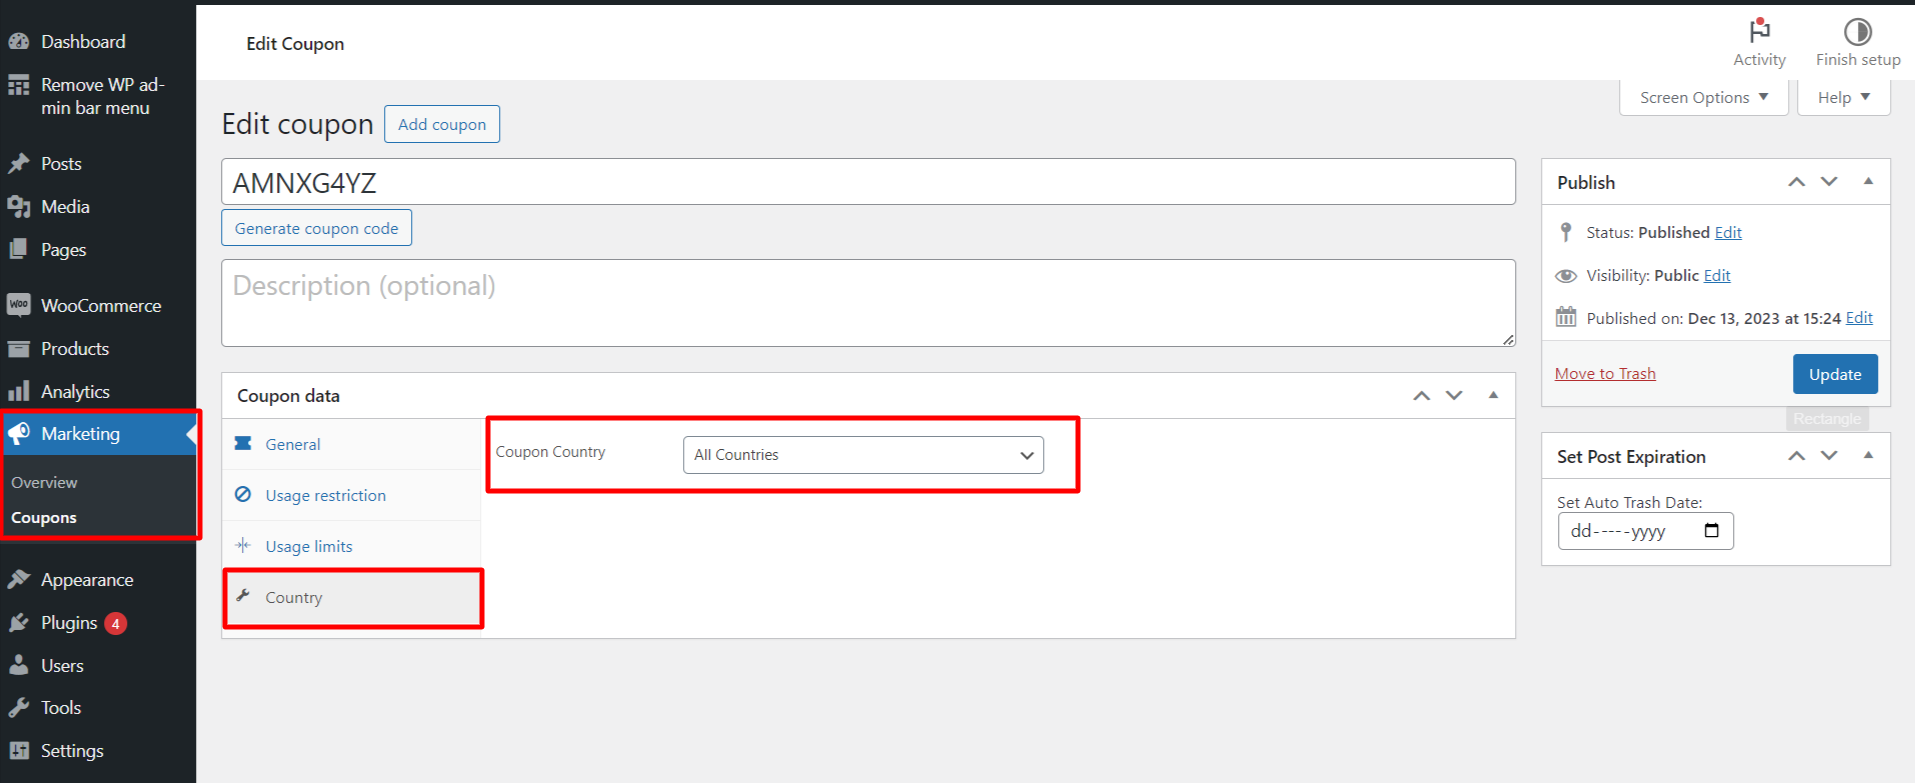 Dashboard
Remove WP ad-
min bar menu
Posts
Media
Pages
Woo WooCommerce
Products
Analytics
Marketing
Overview
Coupons
Appearance
Plugins 4
Users
Tools
Settings
Edit Coupon
Activity
Finish setup
Screen Options
Help
Edit coupon
Add coupon
AMNXG4YZ
Generate coupon code
Description (optional)
Coupon data
General
Usage restriction
Usage limits
Country
Coupon Country
All Countries
Publish
Status: Published Edit
Visibility: Public Edit
Published on: Dec 13, 2023 at 15:24 Edit
Move to Trash
Update
Rectangle
Set Post Expiration
Set Auto Trash Date:
dd----yyyy